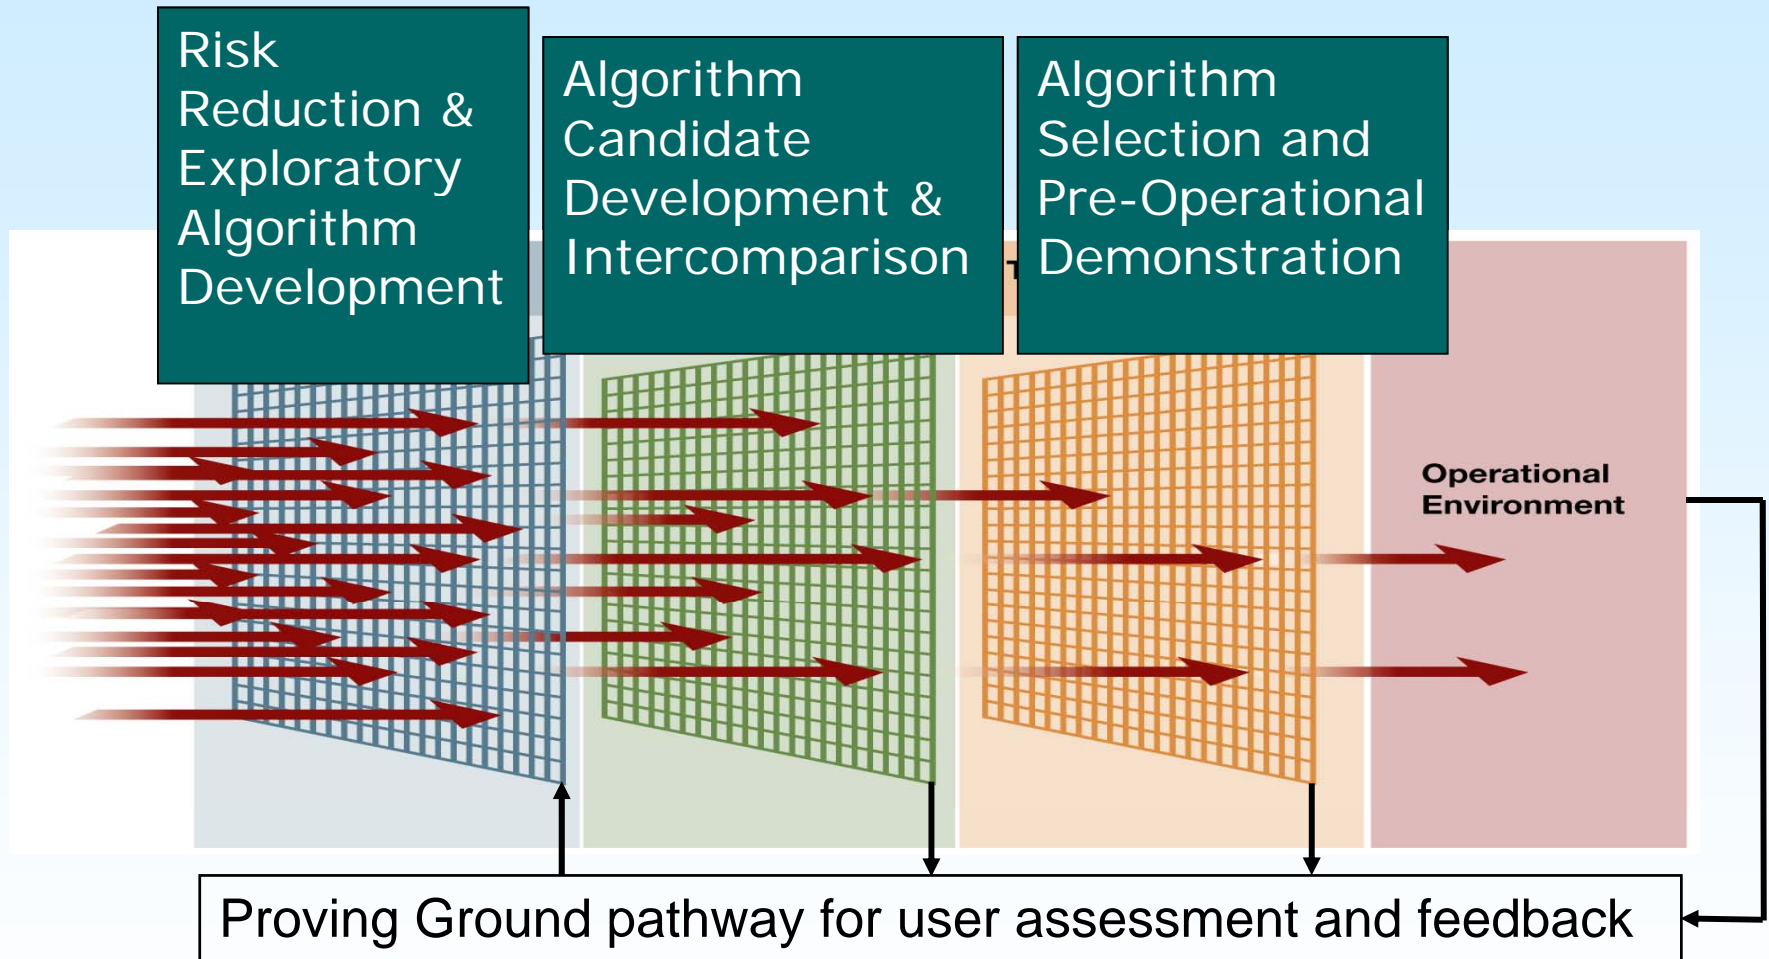 Risk
Reduction &
Exploratory
Algorithm
Development
Algorithm
Candidate
Development &
Intercomparison
Algorithm
Selection and
Pre-Operational
Demonstration
Operational
Environment
Proving Ground pathway for user assessment and feedback